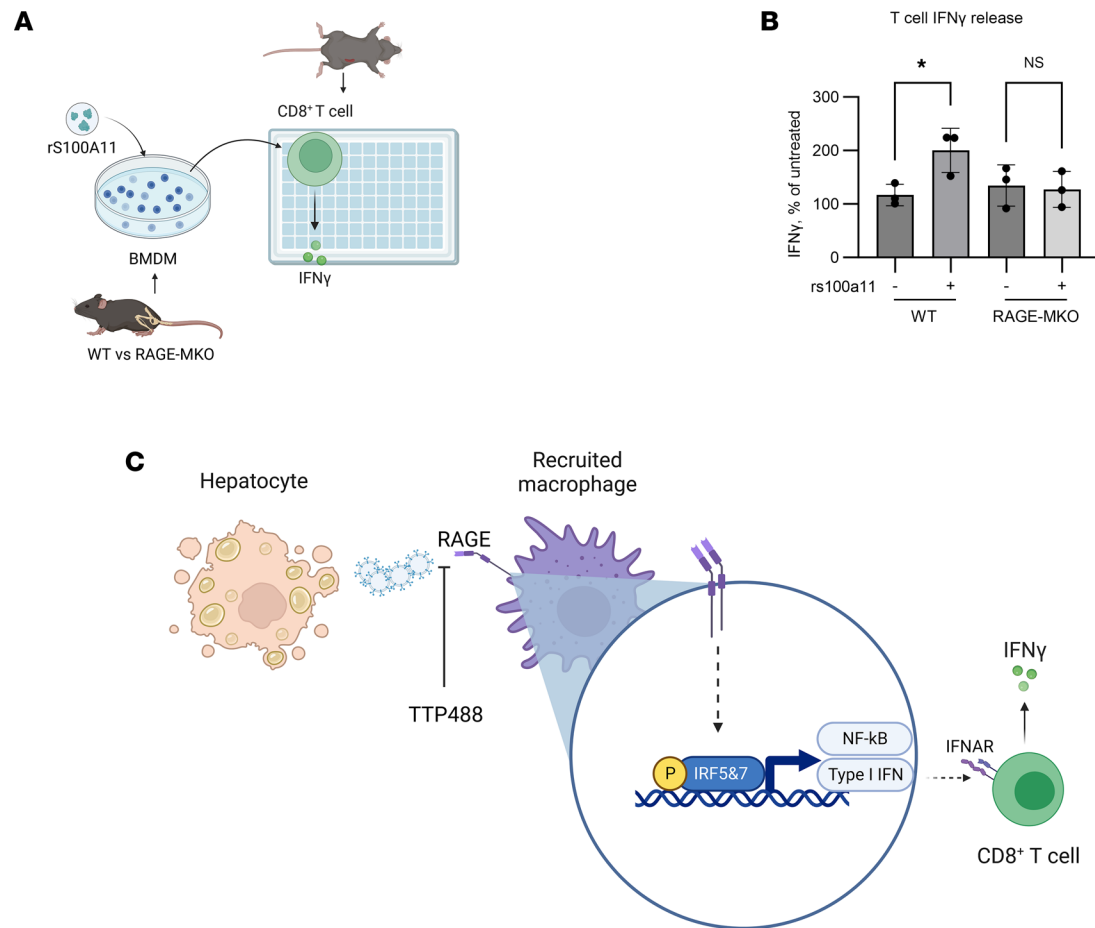 A
CD8⁺ T cell
rS100A11
BMDM
IFNγ
WT vs RAGE-MKO
B
T cell IFNγ release
*
NS
IFNγ, % of untreated
300
200
100
0
rs100a11 - + - +
WT RAGE-MKO
C
Hepatocyte
Recruited
macrophage
RAGE
TTP488
P
IRF5&7
NF-kB
Type I IFN
IFNγ
IFNAR
CD8⁺ T cell